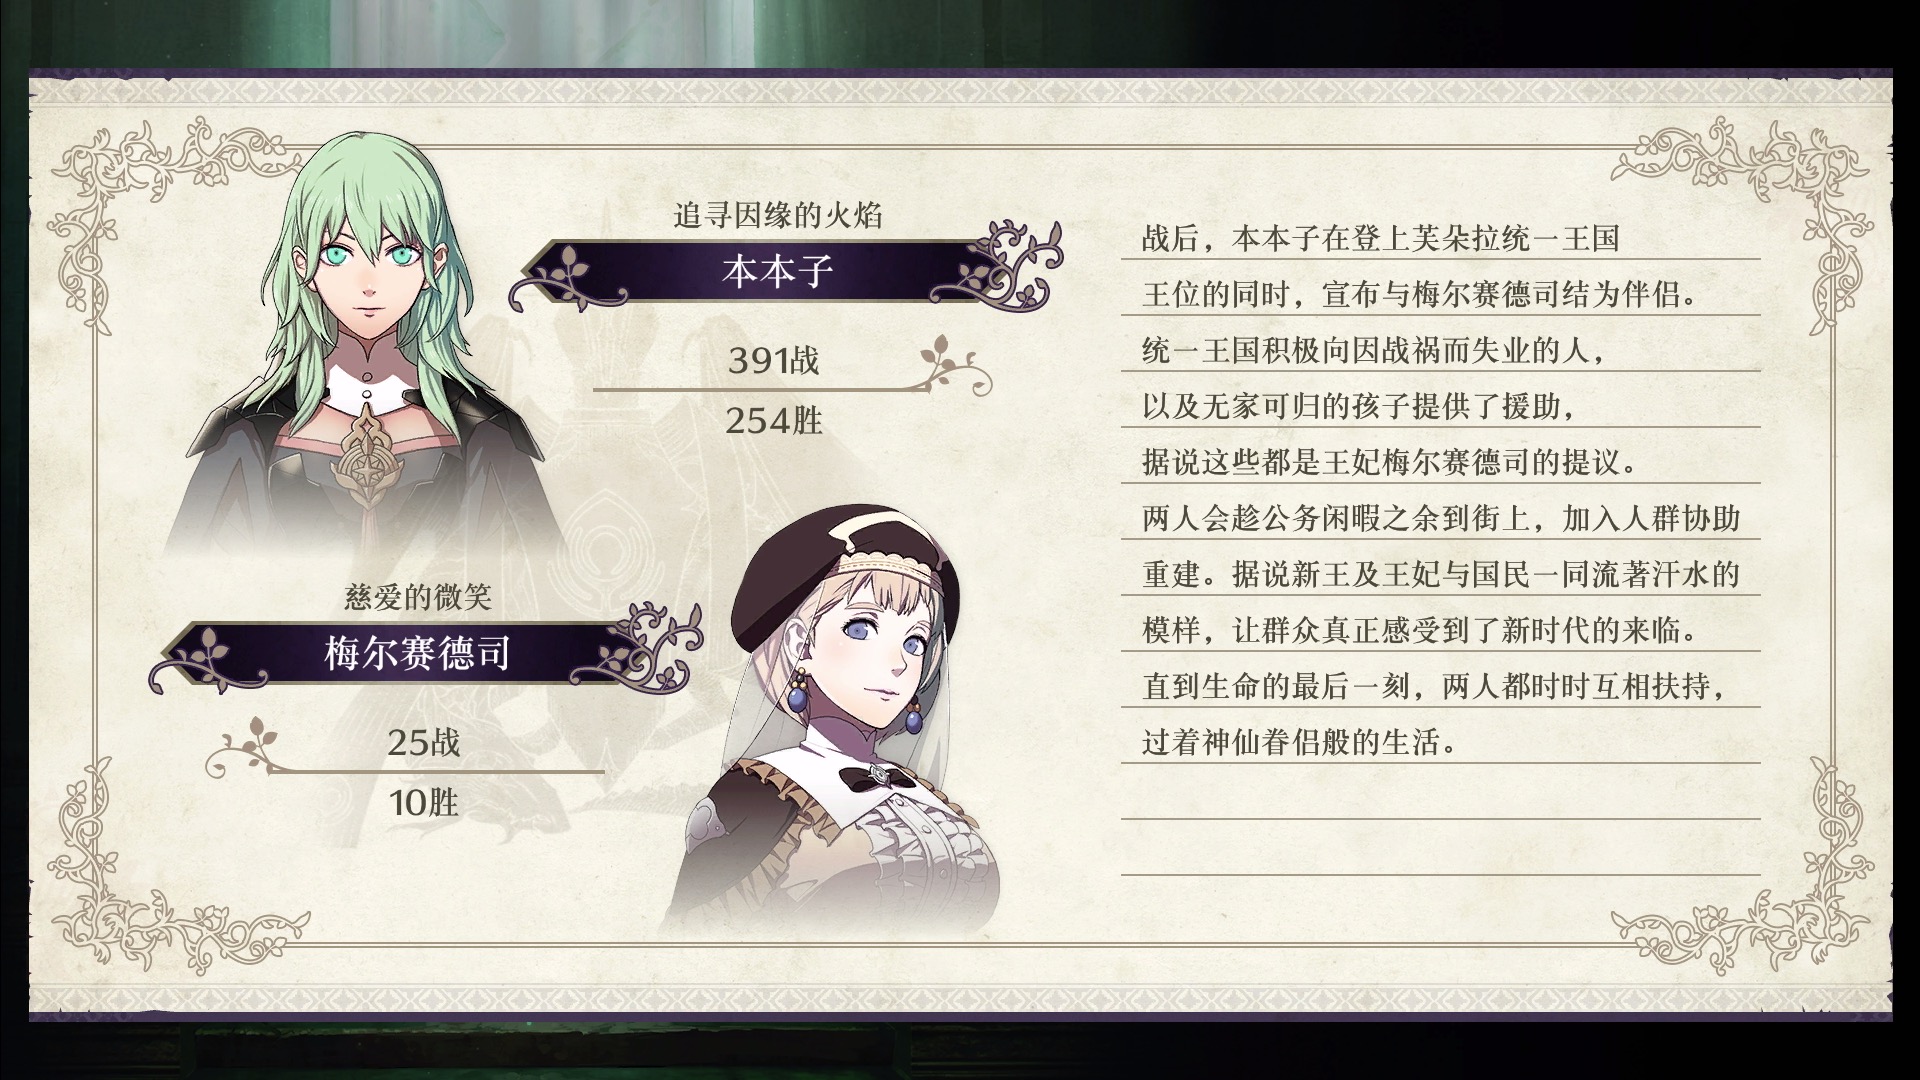 追寻因缘的火焰
本本子
391战
254胜
慈爱的微笑
梅尔赛德司
25战
10胜
战后，本本子在登上芙朵拉统一王国
王位的同时，宣布与梅尔赛德司结为伴侣。
统一王国积极向因战祸而失业的人，
以及无家可归的孩子提供了援助，
据说这些都是王妃梅尔赛德司的提议。
两人会趁公务闲暇之余到街上，加入人群协助
重建。据说新王及王妃与国民一同流著汗水的
模样，让群众真正感受到了新时代的来临。
直到生命的最后一刻，两人都时时互相扶持，
过着神仙眷侣般的生活。